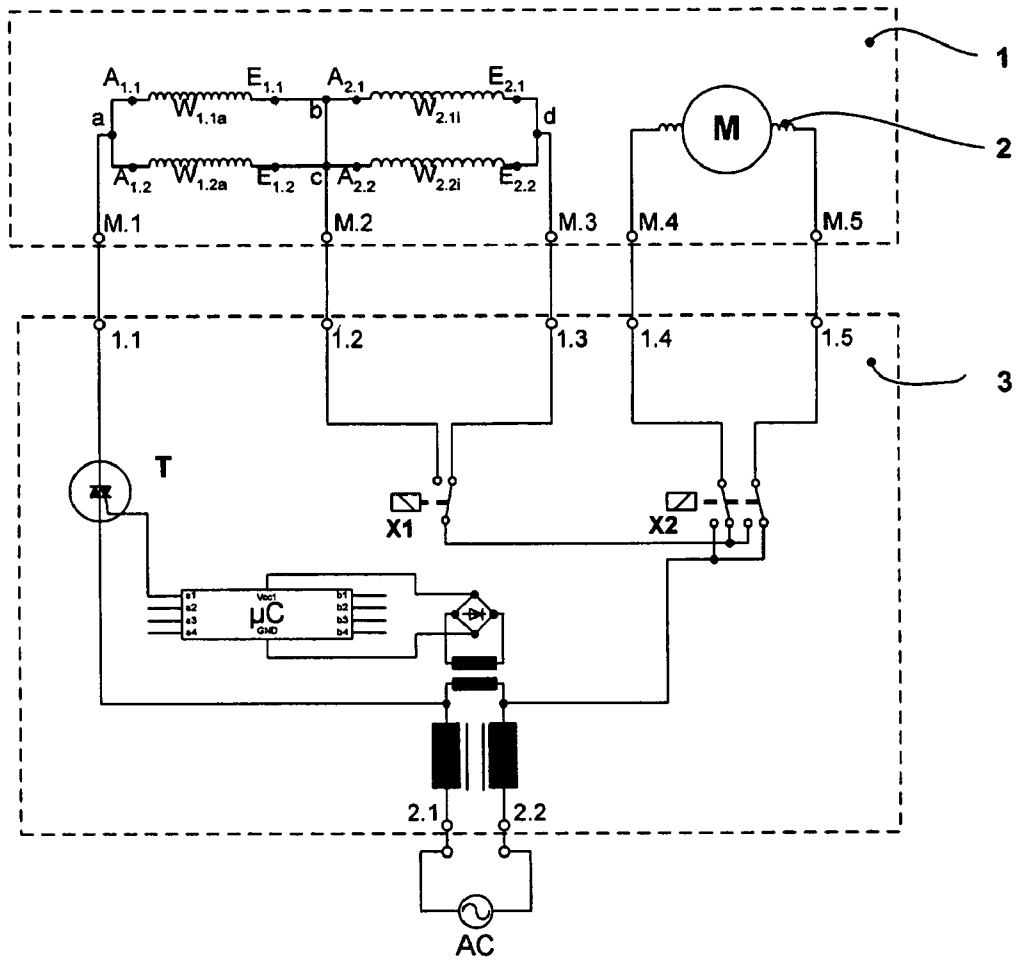 1
A1.1 E1.1 A2.1 E2.1
a W1.1a b W2.1i d
M 2
A1.2 W1.2a E1.2 c A2.2 W2.2i E2.2
M.1 M.2 M.3 M.4 M.5
1.1 1.2 1.3 1.4 1.5
3
T
X1 X2
a1 Vcc1 b1
a2 µC b2
a3 b3
a4 GND b4
2.1 2.2
AC